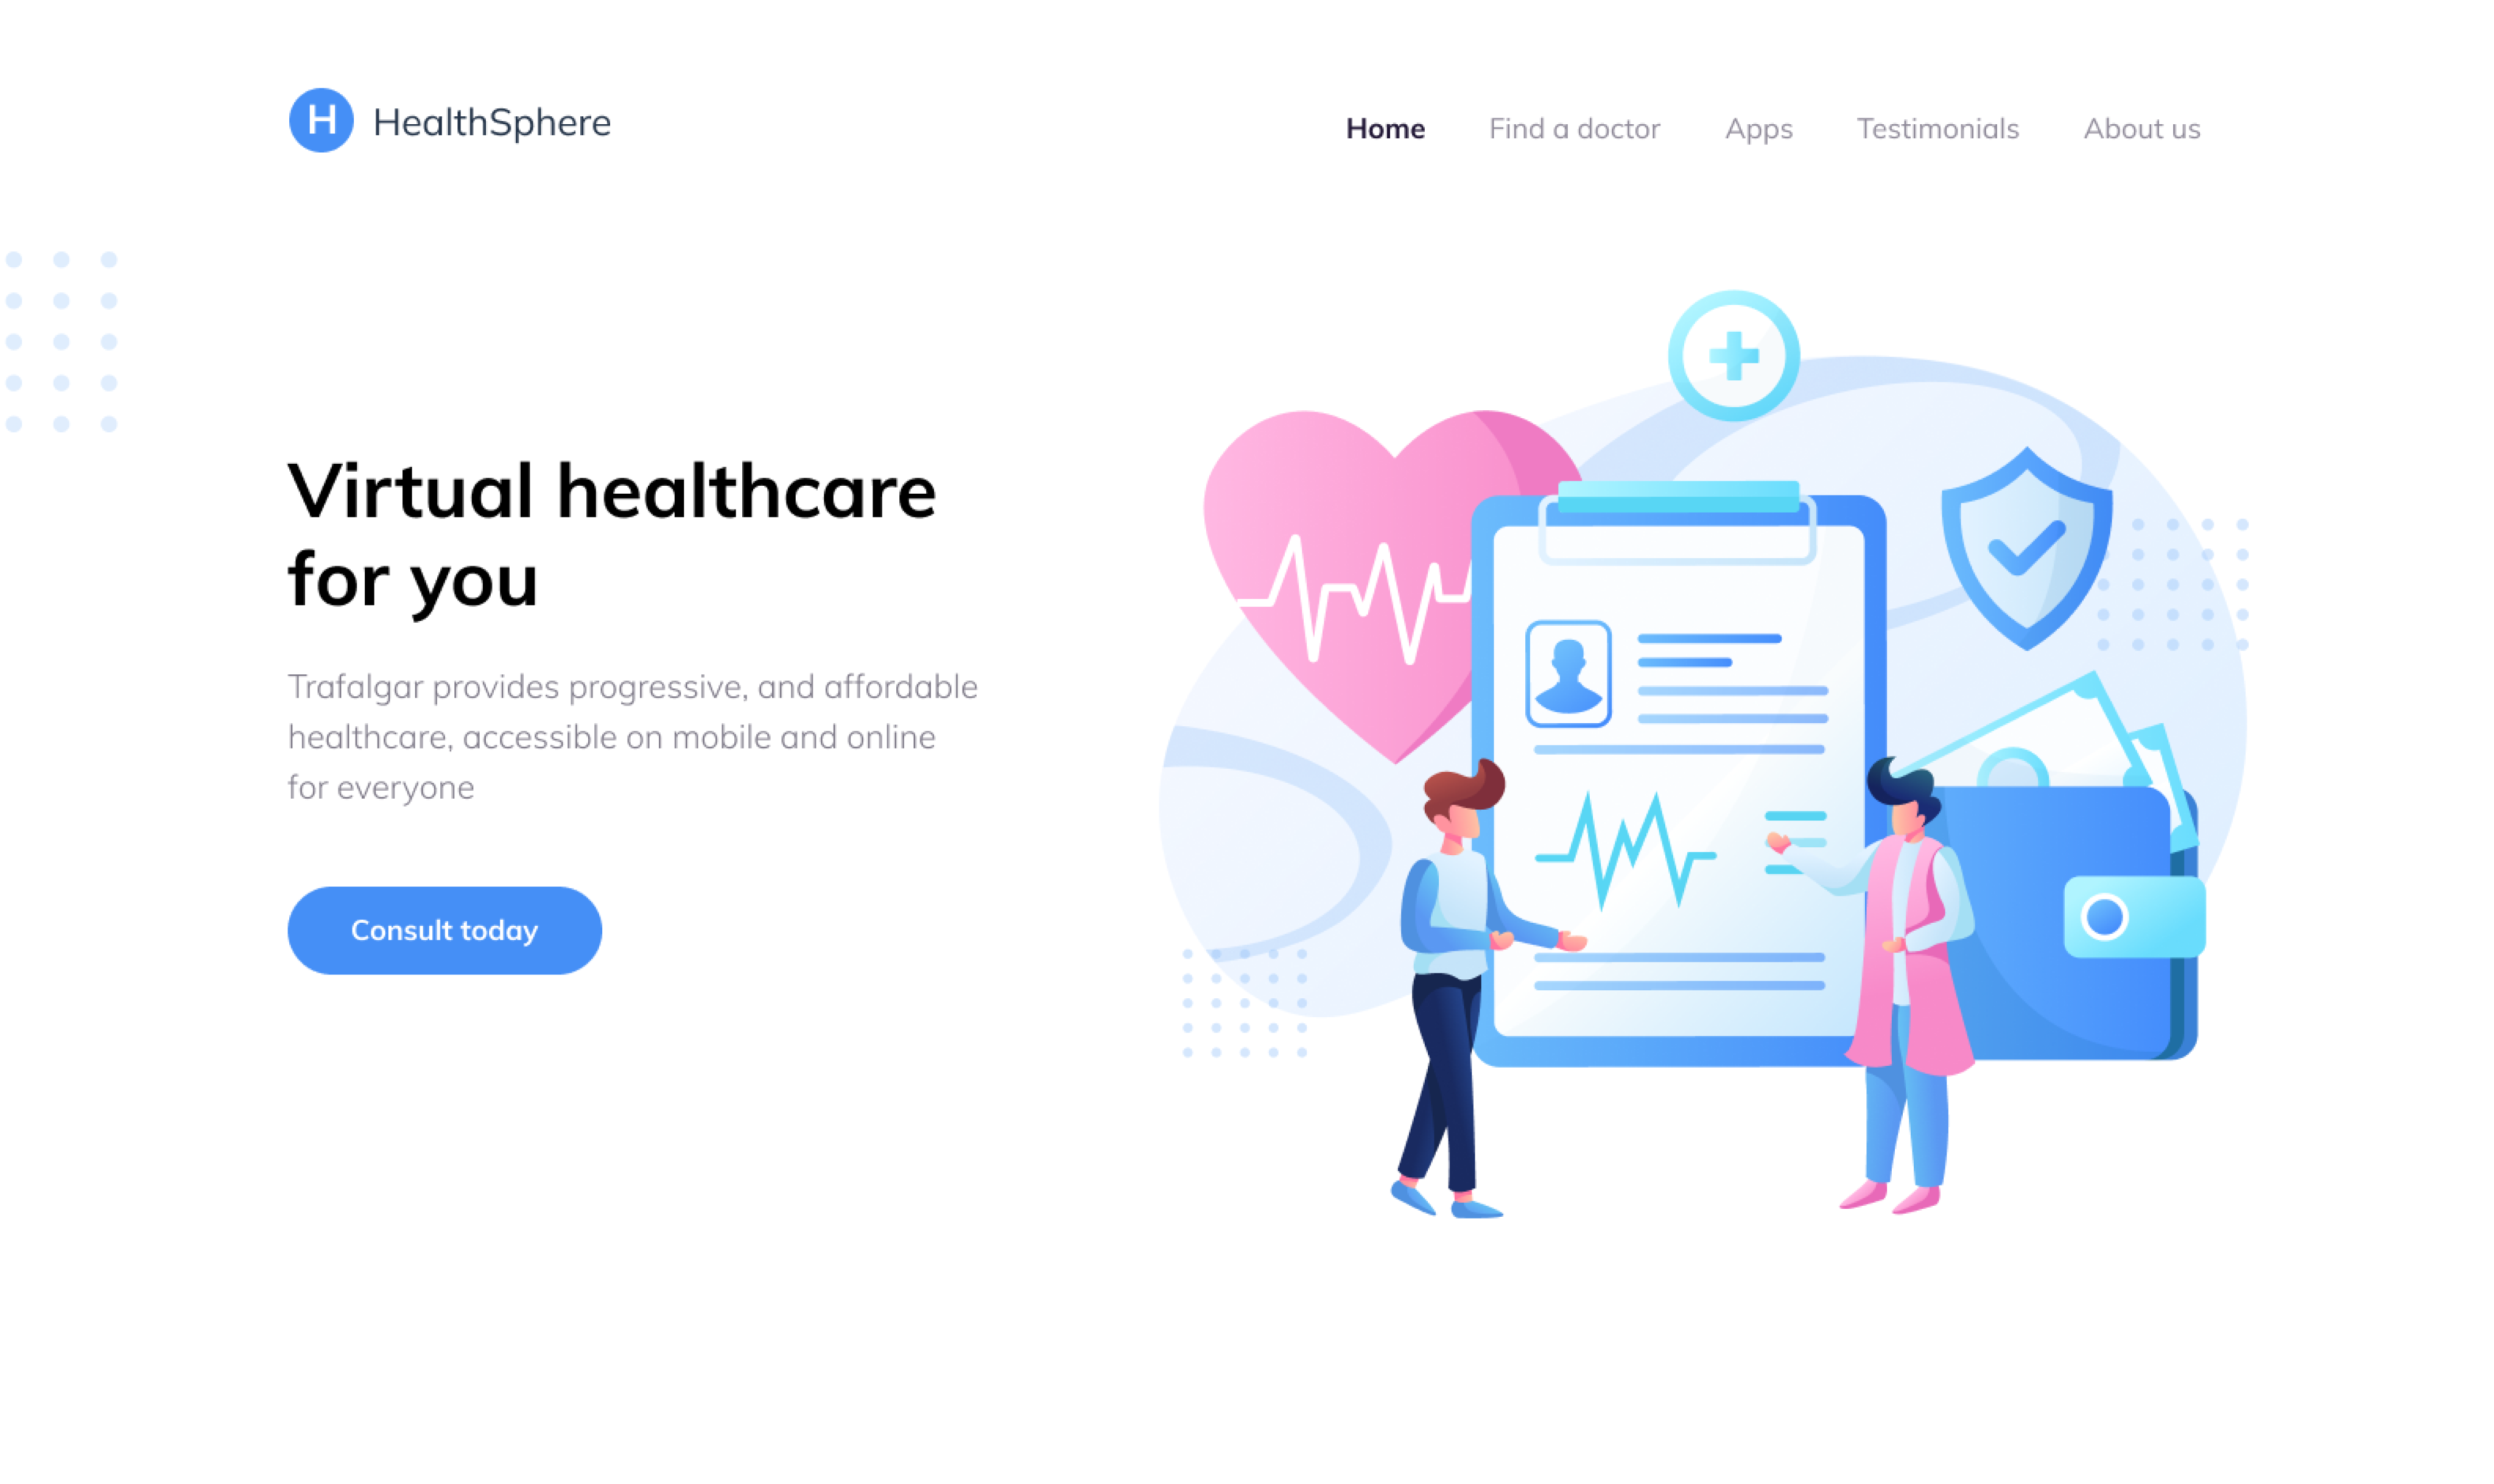 H HealthSphere
Home Find a doctor Apps Testimonials About us
Virtual healthcare
for you
Trafalgar provides progressive, and affordable
healthcare, accessible on mobile and online
for everyone
Consult today